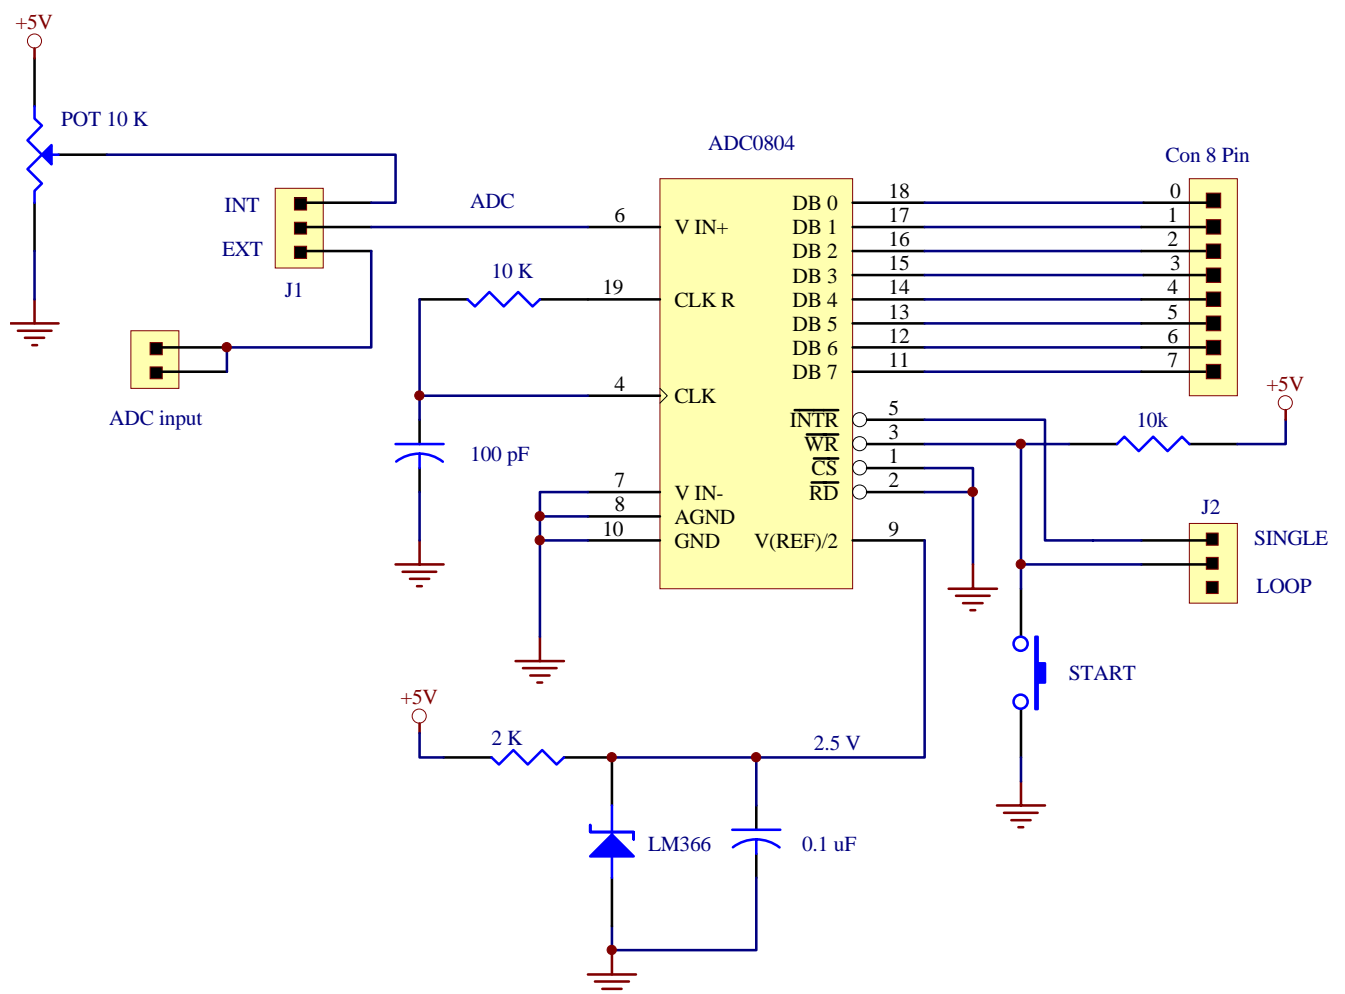 +5V
POT 10 K
INT
EXT
J1
ADC input
ADC
10 K
100 pF
ADC0804
6
19
4
7
8
10
V IN+
CLK R
CLK
V IN-
AGND
GND
DB 0
DB 1
DB 2
DB 3
DB 4
DB 5
DB 6
DB 7
INTR
WR
CS
RD
V(REF)/2
18
17
16
15
14
13
12
11
5
3
1
2
9
Con 8 Pin
0
1
2
3
4
5
6
7
+5V
10k
J2
SINGLE
LOOP
START
+5V
2 K
2.5 V
LM366
0.1 uF